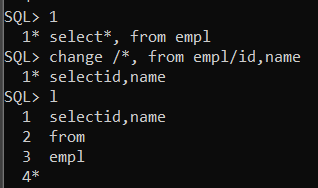 SQL> 1
  1* select*, from empl
SQL> change /*, from empl/id,name
  1* selectid,name
SQL> l
  1  selectid,name
  2  from
  3  empl
  4*